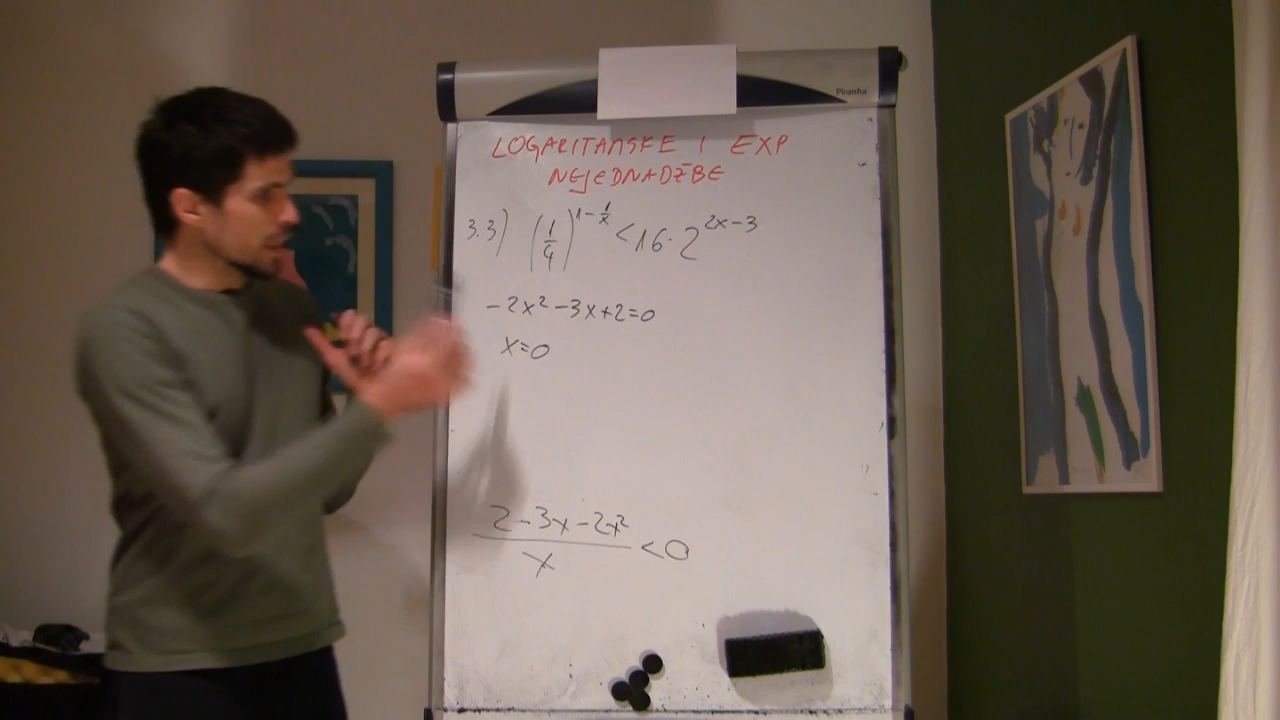 Piranha
LOGARITAMSKE I EXP
NEJEDNADŽBE
3.3) (1/4)^(1-1/x) < 16·2^(2x-3)
-2x²-3x+2=0
x=0
(2-3x-2x²)/x <0